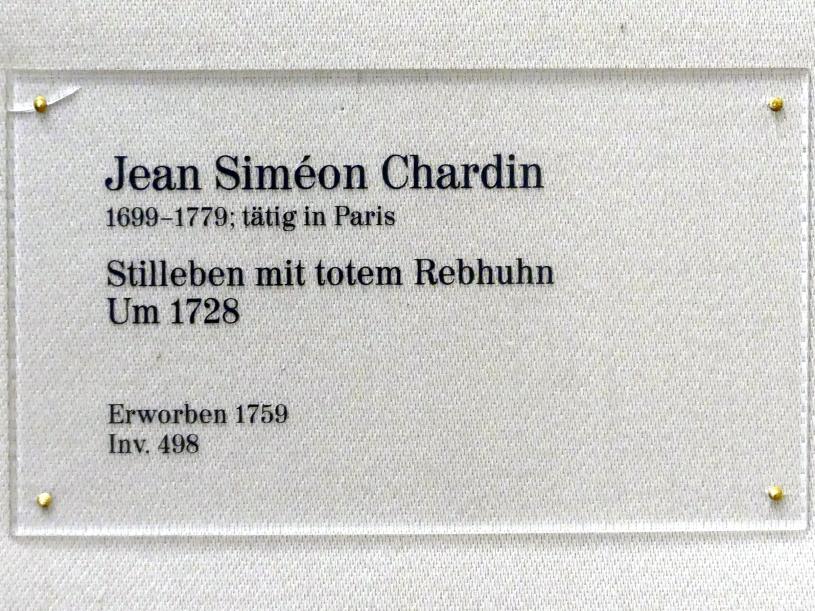 Jean Siméon Chardin
1699–1779; tätig in Paris
Stilleben mit totem Rebhuhn
Um 1728
Erworben 1759
Inv. 498